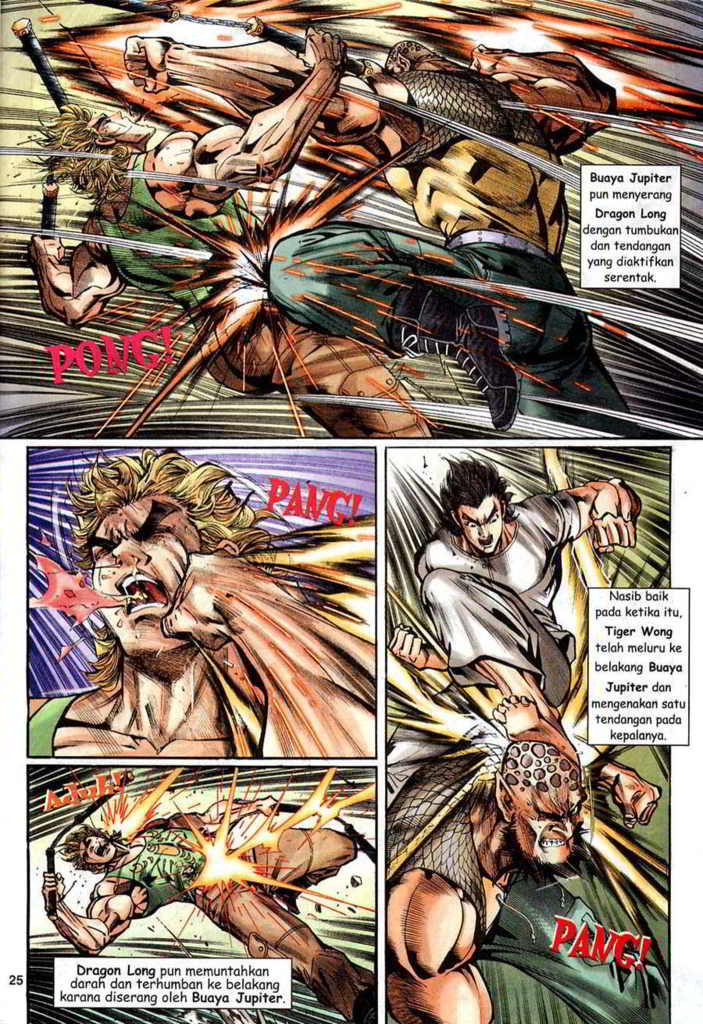 Buaya Jupiter
pun menyerang
Dragon Long
dengan tumbukan
dan tendangan
yang diaktifkan
serentak.
PONG!
PANG!
Nasib baik
pada ketika itu,
Tiger Wong
telah meluru ke
belakang Buaya
Jupiter dan
mengenakan satu
tendangan pada
kepalanya.
Dragon Long pun memuntahkan
darah dan terhumban ke belakang
karana diserang oleh Buaya Jupiter.
PANG!
25